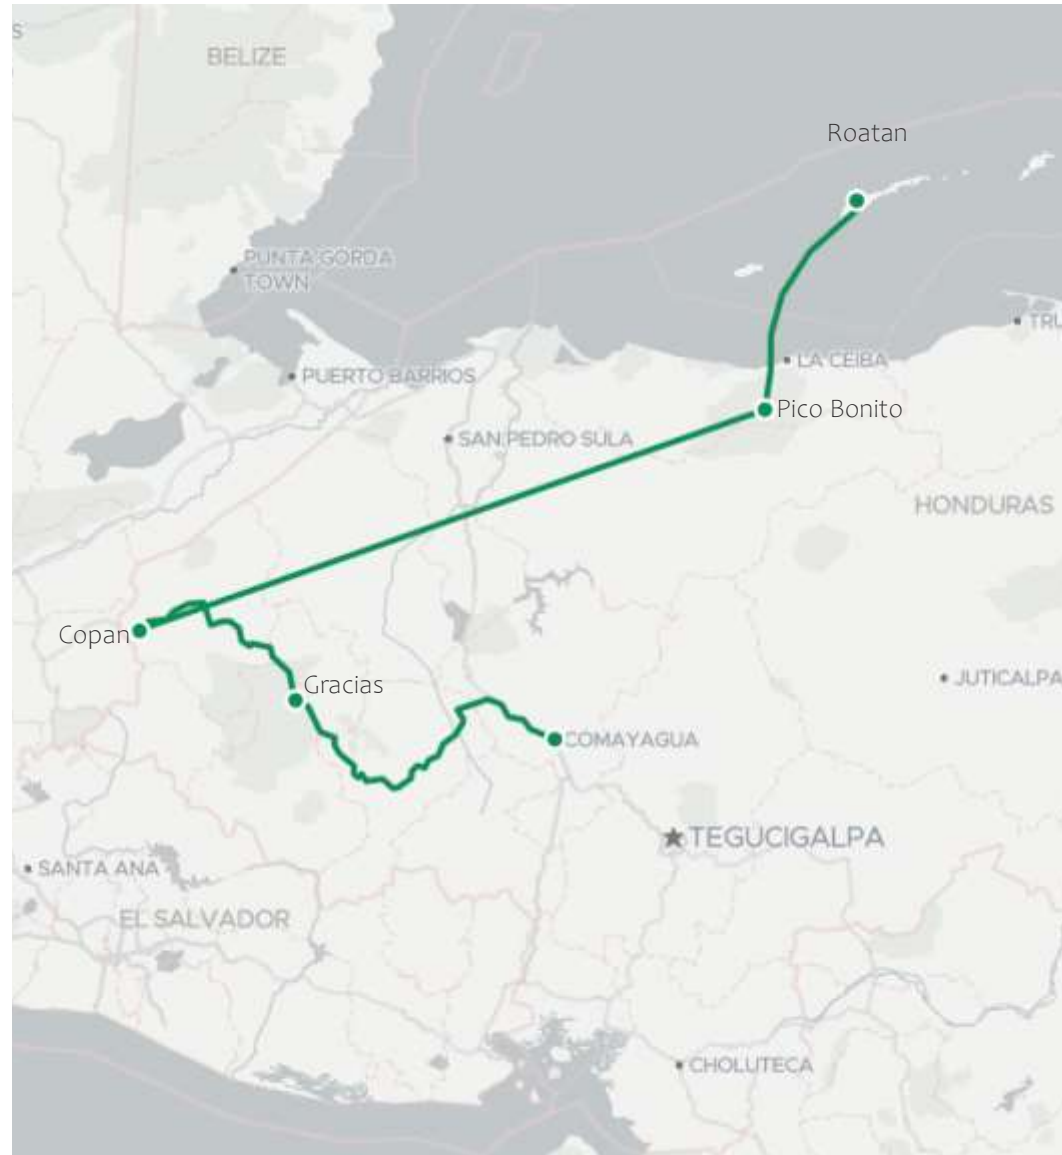 S
BELIZE
Roatan
PUNTA GORDA
TOWN
TRU
LA CEIBA
PUERTO BARRIOS
Pico Bonito
SAN PEDRO SULA
HONDURAS
Copan
Gracias
JUTICALPA
COMAYAGUA
TEGUCIGALPA
SANTA ANA
EL SALVADOR
CHOLUTECA